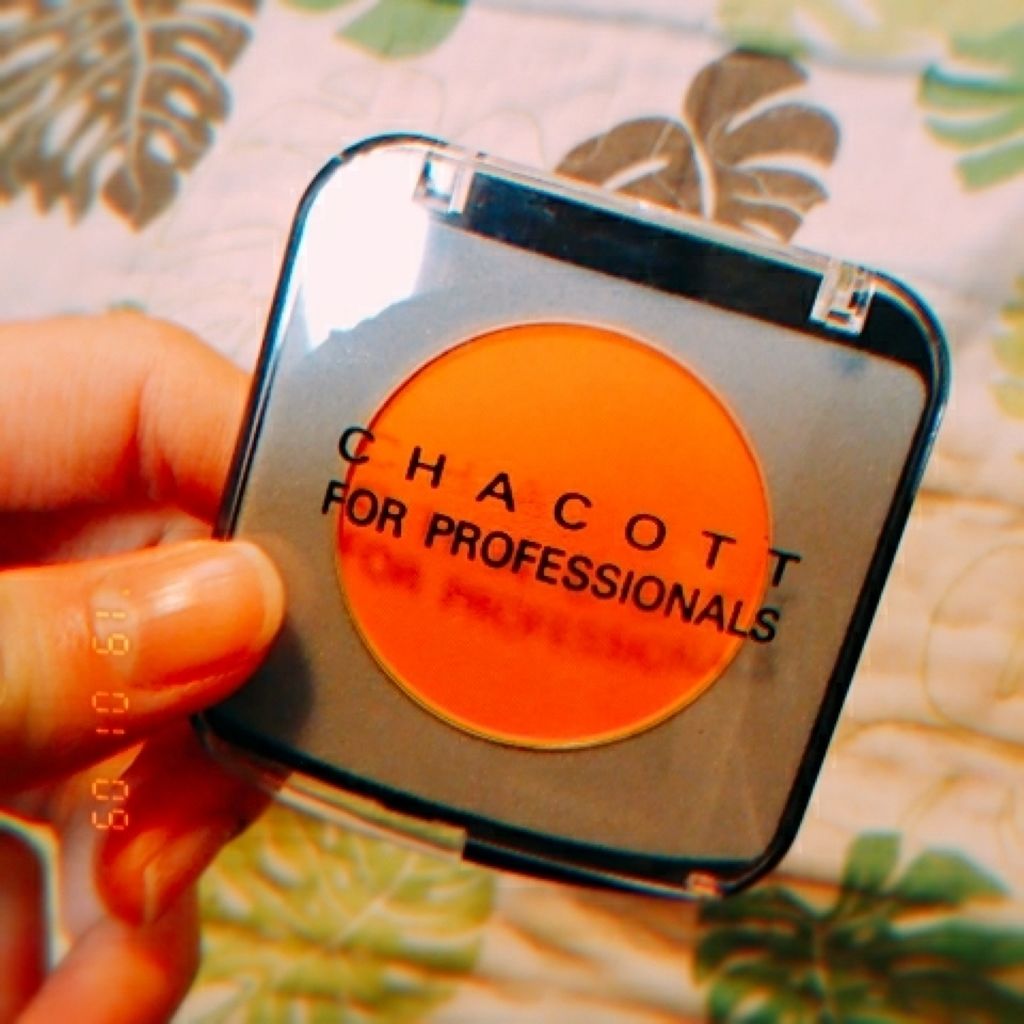 CHACOTT
FOR PROFESSIONALS
'19 01 09